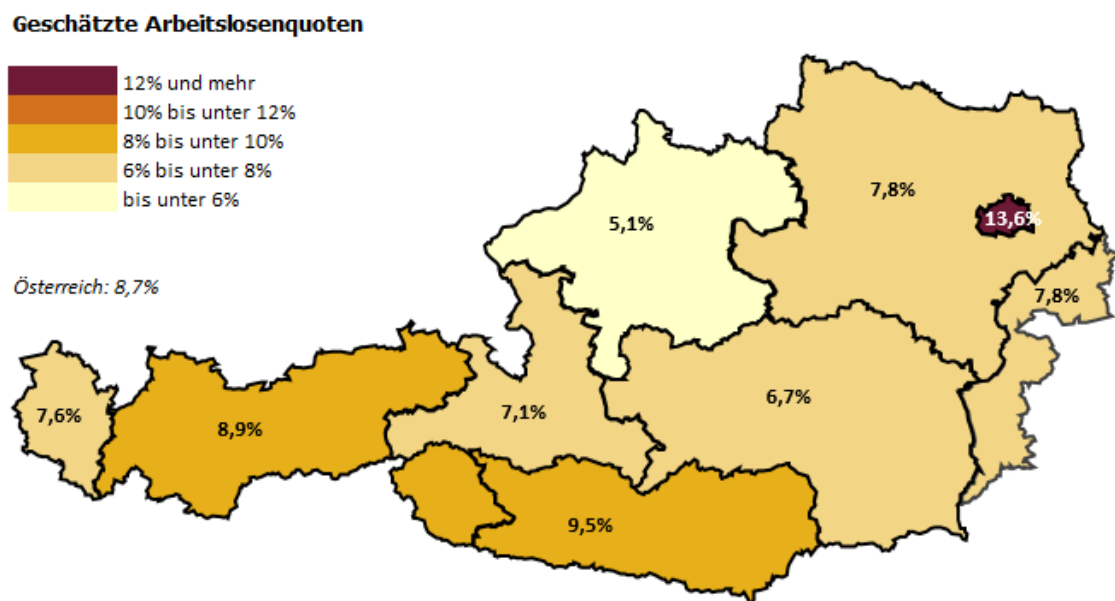 Geschätzte Arbeitslosenquoten
12% und mehr
10% bis unter 12%
8% bis unter 10%
6% bis unter 8%
bis unter 6%
Österreich: 8,7%
7,8%
13,6%
5,1%
7,8%
7,6%
8,9%
7,1%
6,7%
9,5%